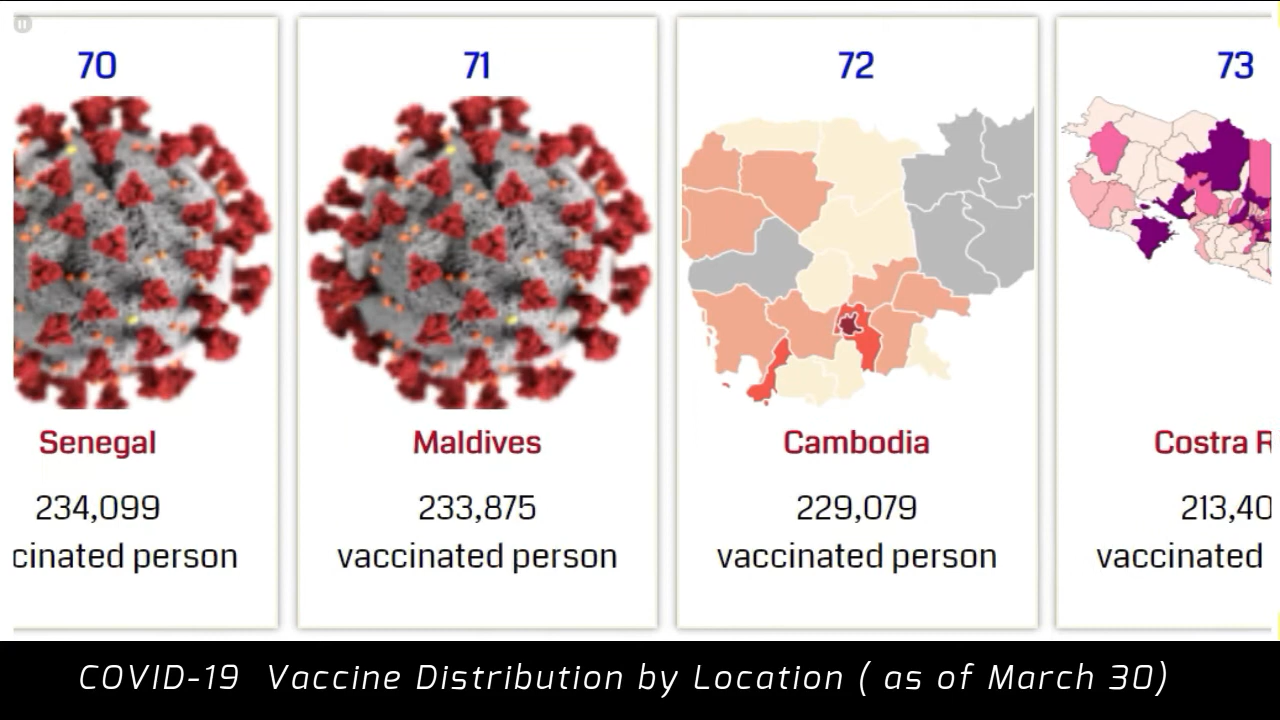 70
71
72
73
Senegal
Maldives
Cambodia
Costra R
234,099
233,875
229,079
213,40
cinated person
vaccinated person
vaccinated person
vaccinated
COVID-19 Vaccine Distribution by Location ( as of March 30)